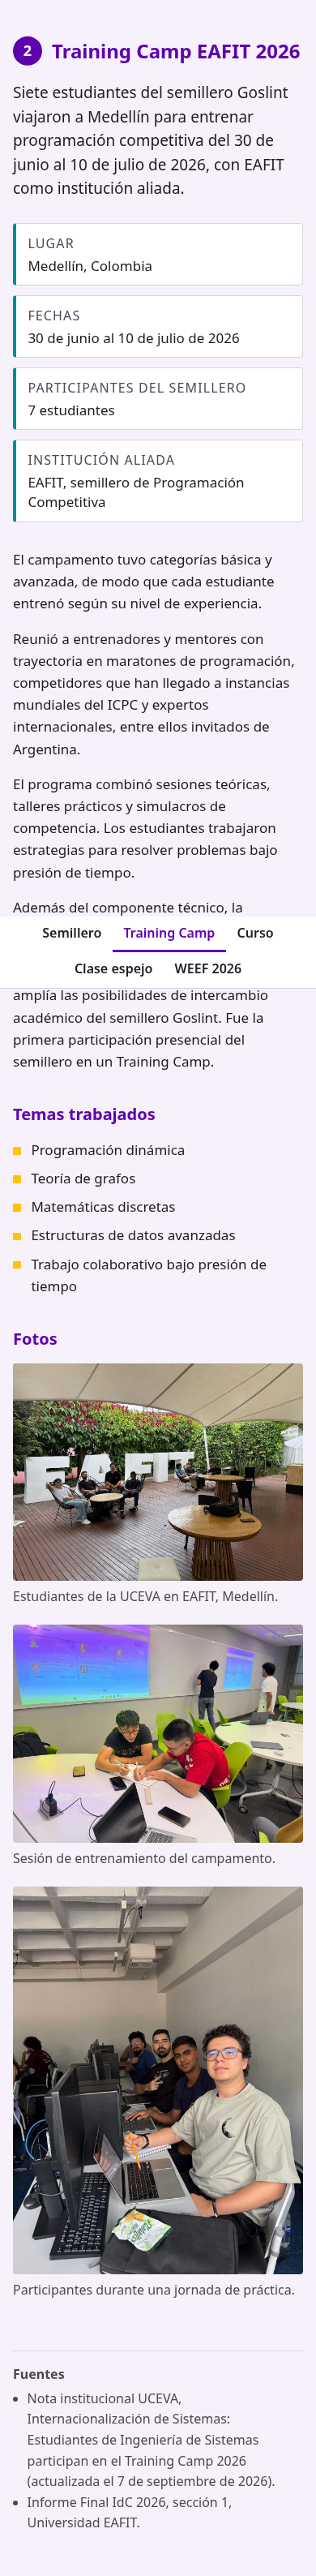 2 Training Camp EAFIT 2026
Siete estudiantes del semillero Goslint
viajaron a Medellín para entrenar
programación competitiva del 30 de
junio al 10 de julio de 2026, con EAFIT
como institución aliada.
LUGAR
Medellín, Colombia
FECHAS
30 de junio al 10 de julio de 2026
PARTICIPANTES DEL SEMILLERO
7 estudiantes
INSTITUCIÓN ALIADA
EAFIT, semillero de Programación
Competitiva
El campamento tuvo categorías básica y
avanzada, de modo que cada estudiante
entrenó según su nivel de experiencia.
Reunió a entrenadores y mentores con
trayectoria en maratones de programación,
competidores que han llegado a instancias
mundiales del ICPC y expertos
internacionales, entre ellos invitados de
Argentina.
El programa combinó sesiones teóricas,
talleres prácticos y simulacros de
competencia. Los estudiantes trabajaron
estrategias para resolver problemas bajo
presión de tiempo.
Además del componente técnico, la
Semillero Training Camp Curso
Clase espejo WEEF 2026
amplía las posibilidades de intercambio
académico del semillero Goslint. Fue la
primera participación presencial del
semillero en un Training Camp.
Temas trabajados
Programación dinámica
Teoría de grafos
Matemáticas discretas
Estructuras de datos avanzadas
Trabajo colaborativo bajo presión de
tiempo
Fotos
EAFIT
Estudiantes de la UCEVA en EAFIT, Medellín.
Sesión de entrenamiento del campamento.
Participantes durante una jornada de práctica.
Fuentes
Nota institucional UCEVA,
Internacionalización de Sistemas:
Estudiantes de Ingeniería de Sistemas
participan en el Training Camp 2026
(actualizada el 7 de septiembre de 2026).
Informe Final IdC 2026, sección 1,
Universidad EAFIT.